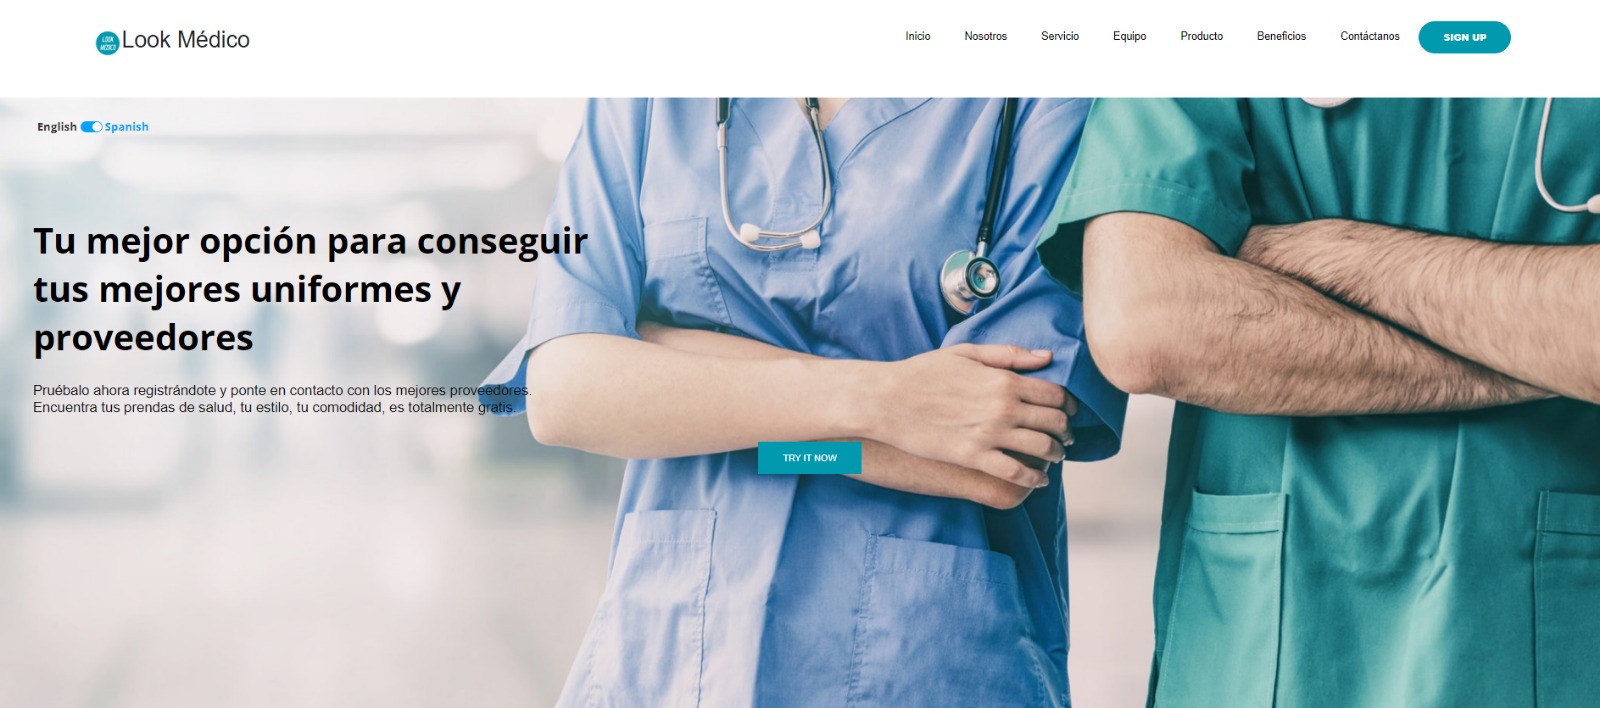 LOOK
MÉDICO
Look Médico
Inicio
Nosotros
Servicio
Equipo
Producto
Beneficios
Contáctanos
SIGN UP
English
Spanish
Tu mejor opción para conseguir
tus mejores uniformes y
proveedores
Pruébalo ahora registrándote y ponte en contacto con los mejores proveedores.
Encuentra tus prendas de salud, tu estilo, tu comodidad, es totalmente gratis.
TRY IT NOW